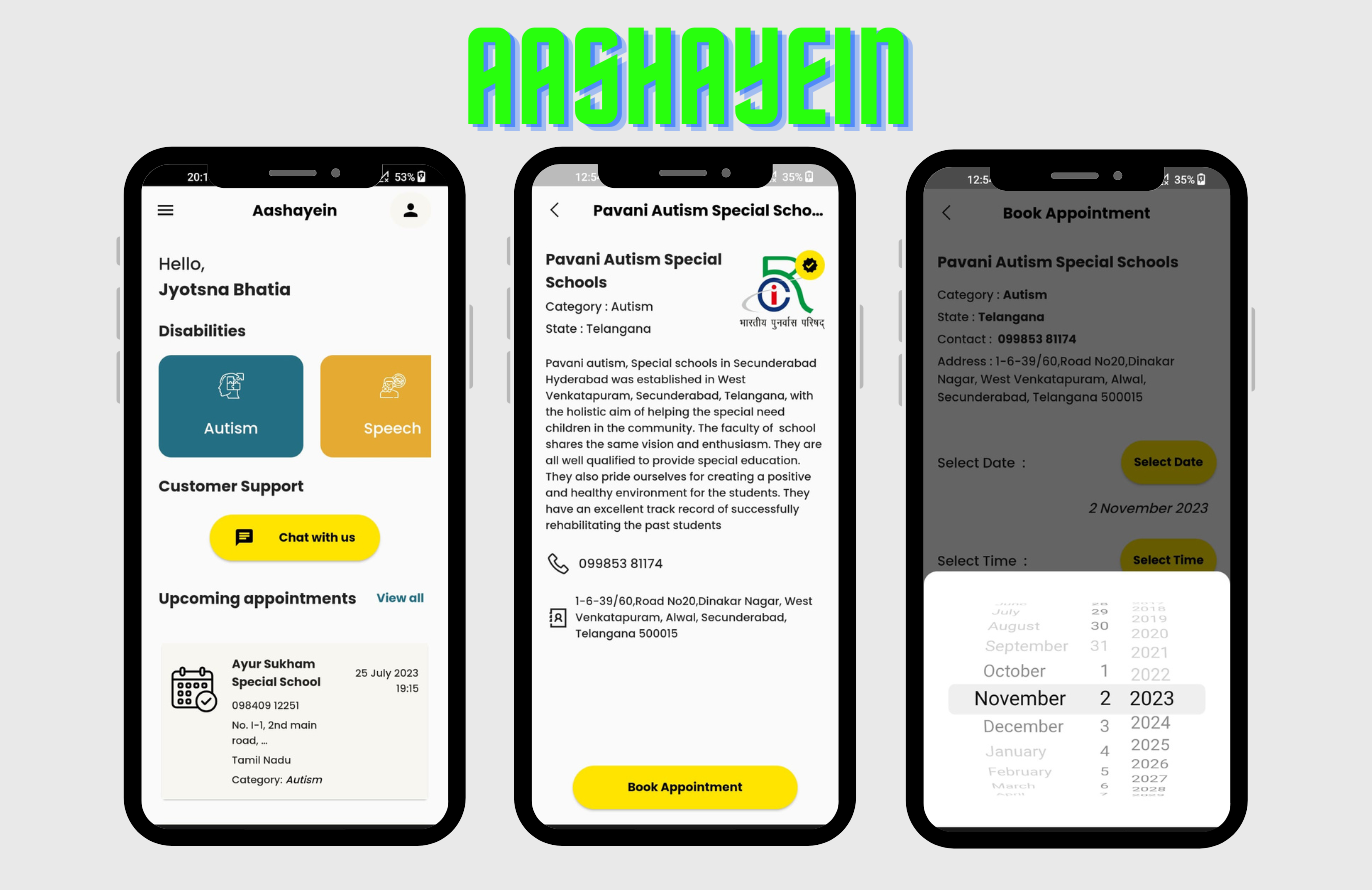 AASHAYEIN
20:1
53%
Aashayein
Hello,
Jyotsna Bhatia
Disabilities
Autism
Speech
Customer Support
Chat with us
Upcoming appointments View all
Ayur Sukham
Special School
25 July 2023
19:15
098409 12251
No. I-1, 2nd main
road, ...
Tamil Nadu
Category: Autism
12:5
35%
Pavani Autism Special Scho...
Pavani Autism Special
Schools
Category : Autism
State : Telangana
भारतीय पुनर्वास परिषद्
Pavani autism, Special schools in Secunderabad
Hyderabad was established in West
Venkatapuram, Secunderabad, Telangana, with
the holistic aim of helping the special need
children in the community. The faculty of school
shares the same vision and enthusiasm. They are
all well qualified to provide special education.
They also pride ourselves for creating a positive
and healthy environment for the students. They
have an excellent track record of successfully
rehabilitating the past students
099853 81174
1-6-39/60,Road No20,Dinakar Nagar, West
Venkatapuram, Alwal, Secunderabad,
Telangana 500015
Book Appointment
12:54
35%
Book Appointment
Pavani Autism Special Schools
Category : Autism
State : Telangana
Contact : 099853 81174
Address : 1-6-39/60,Road No20,Dinakar
Nagar, West Venkatapuram, Alwal,
Secunderabad, Telangana 500015
Select Date : Select Date
2 November 2023
Select Time : Select Time
June 28 2017
July 29 2018
August 30 2019
September 31 2020
2021
October 1 2022
November 2 2023
December 3 2024
January 4 2025
February 5 2026
March 6 2027
2028